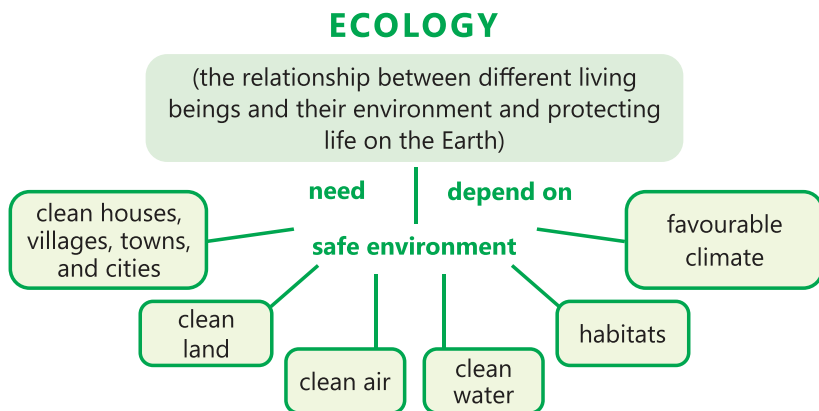 ECOLOGY
(the relationship between different living
beings and their environment and protecting
life on the Earth)
need
depend on
clean houses,
villages, towns,
and cities
safe environment
favourable
climate
clean
land
clean air
clean
water
habitats